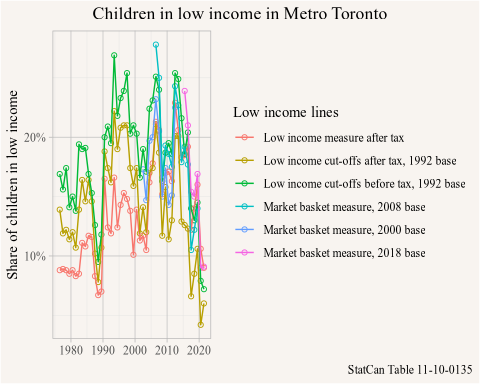 Children in low income in Metro Toronto
Share of children in low income
20%
10%
1980
1990
2000
2010
2020
Low income lines
Low income measure after tax
Low income cut-offs after tax, 1992 base
Low income cut-offs before tax, 1992 base
Market basket measure, 2008 base
Market basket measure, 2000 base
Market basket measure, 2018 base
StatCan Table 11-10-0135